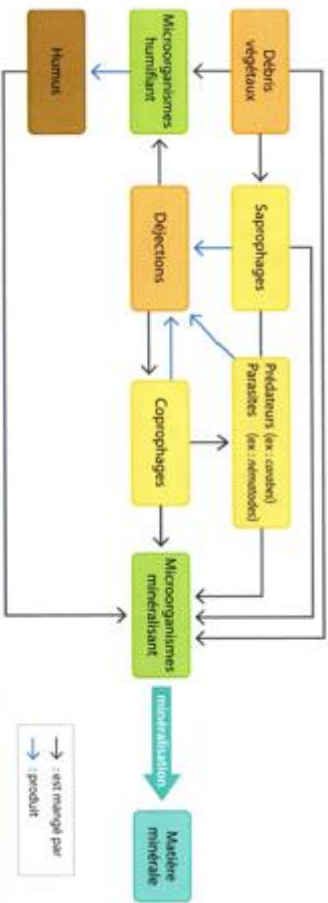 Débris
végétaux
Saprophages
Prédateurs (ex : carabes)
Parasites (ex : nématodes)
Microorganismes
humifiant
Déjections
Coprophages
Microorganismes
minéralisant
minéralisation
Matière
minérale
Humus
: est mangé par
: produit